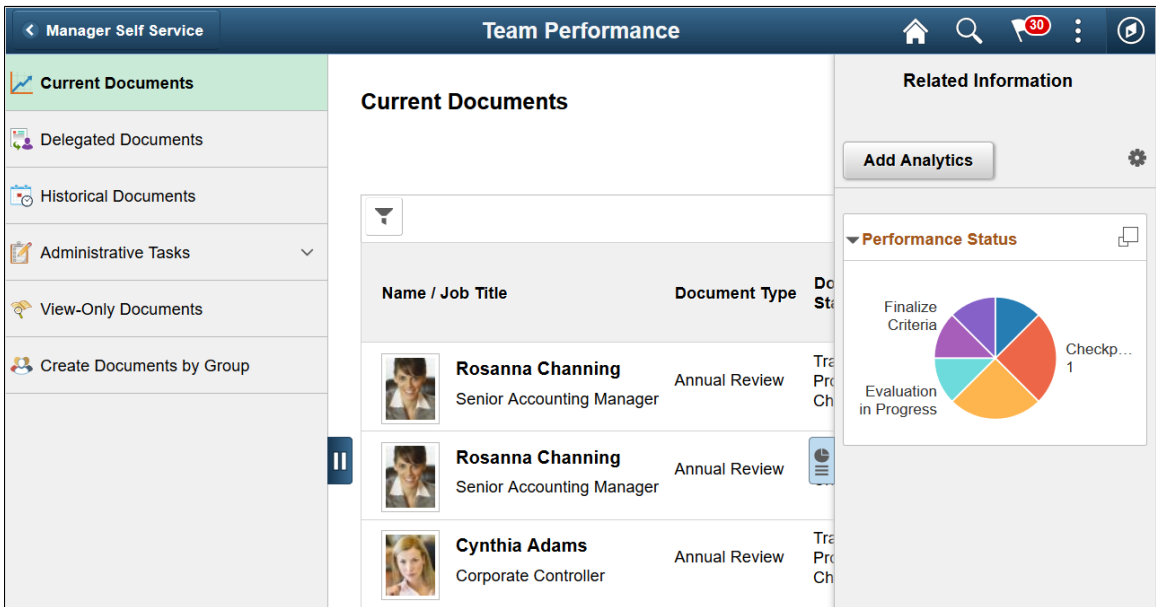 Manager Self Service
Team Performance
30
Current Documents
Delegated Documents
Historical Documents
Administrative Tasks
View-Only Documents
Create Documents by Group
Current Documents
Name / Job Title
Document Type
Rosanna Channing
Senior Accounting Manager
Annual Review
Rosanna Channing
Senior Accounting Manager
Annual Review
Cynthia Adams
Corporate Controller
Annual Review
Related Information
Add Analytics
Performance Status
Finalize
Criteria
Checkp...
1
Evaluation
in Progress